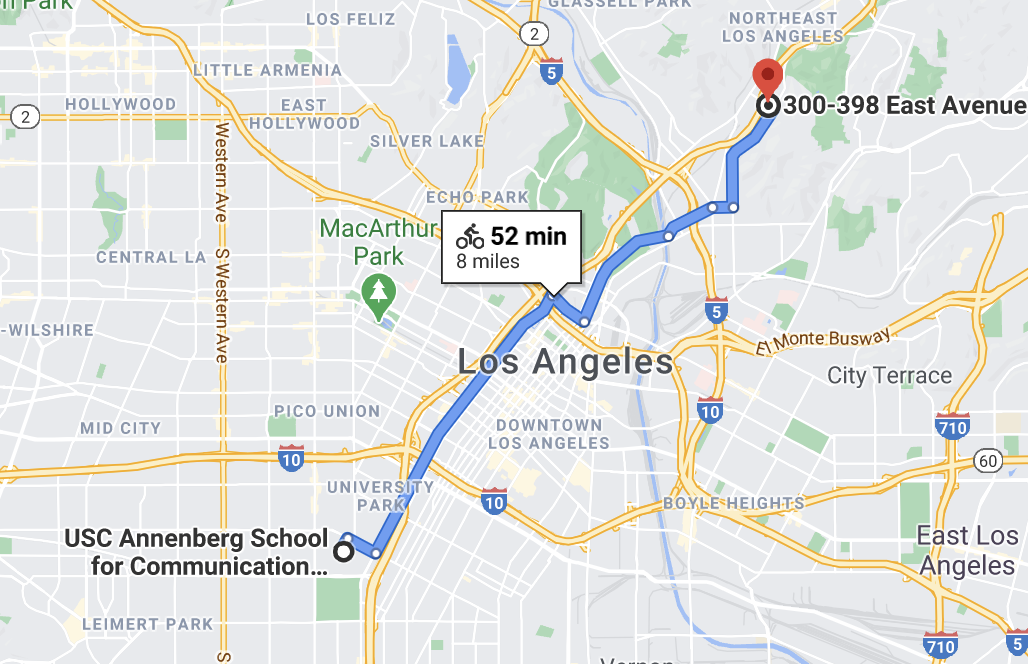 on Park
LOS FELIZ
GLASSELL PARK
2
NORTHEAST
LOS ANGELES
5
LITTLE ARMENIA
HOLLYWOOD
EAST
HOLLYWOOD
2
300-398 East Avenue
SILVER LAKE
Western Ave
ECHO PARK
MacArthur
Park
52 min
8 miles
CENTRAL LA
S Western Ave
-WILSHIRE
5
El Monte Busway
Los Angeles
City Terrace
PICO UNION
10
MID CITY
DOWNTOWN
LOS ANGELES
710
10
60
UNIVERSITY
PARK
10
BOYLE HEIGHTS
USC Annenberg School
for Communication...
East Los
Angeles
LEIMERT PARK
S
710
5
Vernon